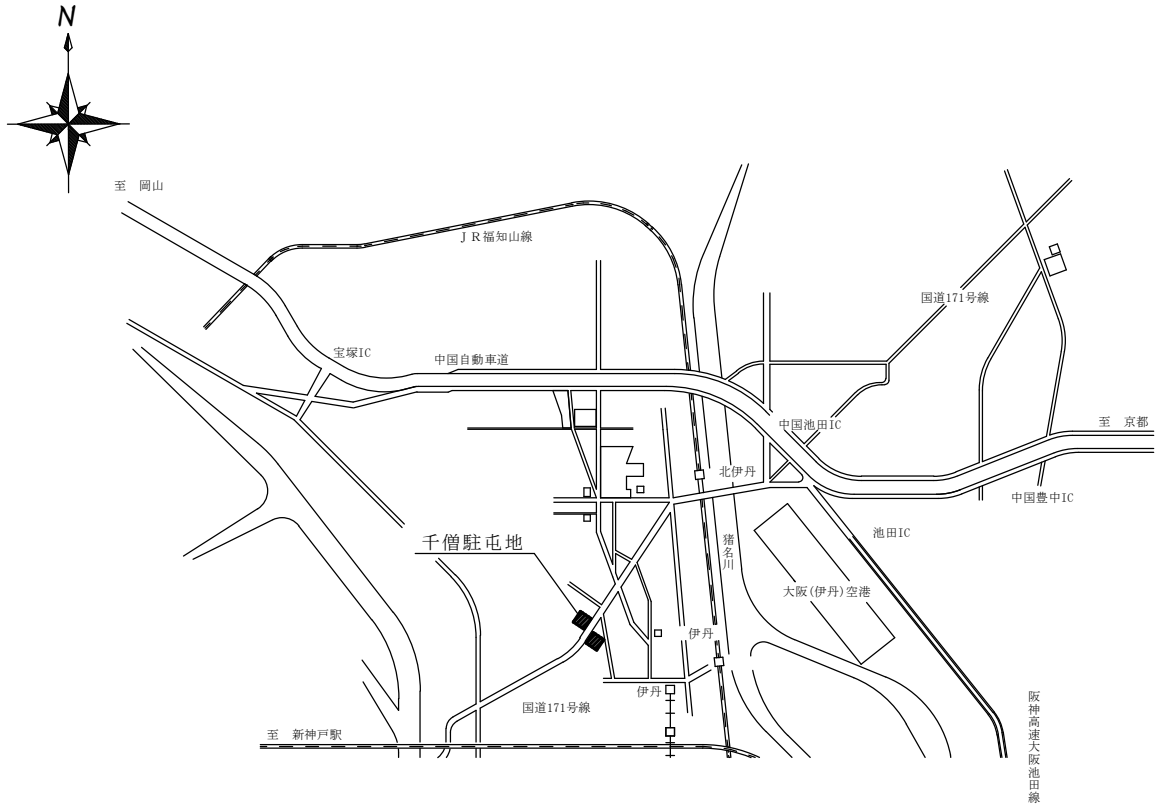 N
至　岡山
ＪＲ福知山線
国道171号線
宝塚IC
中国自動車道
中国池田IC
至　京都
北伊丹
中国豊中IC
池田IC
千僧駐屯地
猪名川
大阪(伊丹)空港
伊丹
伊丹
国道171号線
阪神高速大阪池田線
至　新神戸駅